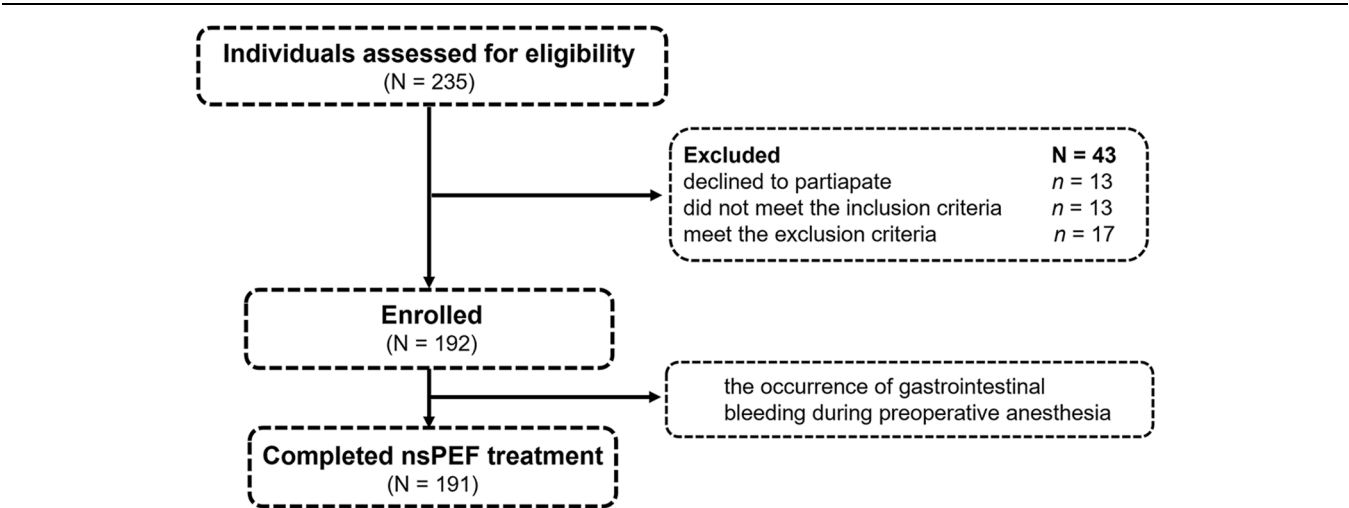 Individuals assessed for eligibility
(N = 235)
Excluded N = 43
declined to partiapate n = 13
did not meet the inclusion criteria n = 13
meet the exclusion criteria n = 17
Enrolled
(N = 192)
the occurrence of gastrointestinal
bleeding during preoperative anesthesia
Completed nsPEF treatment
(N = 191)